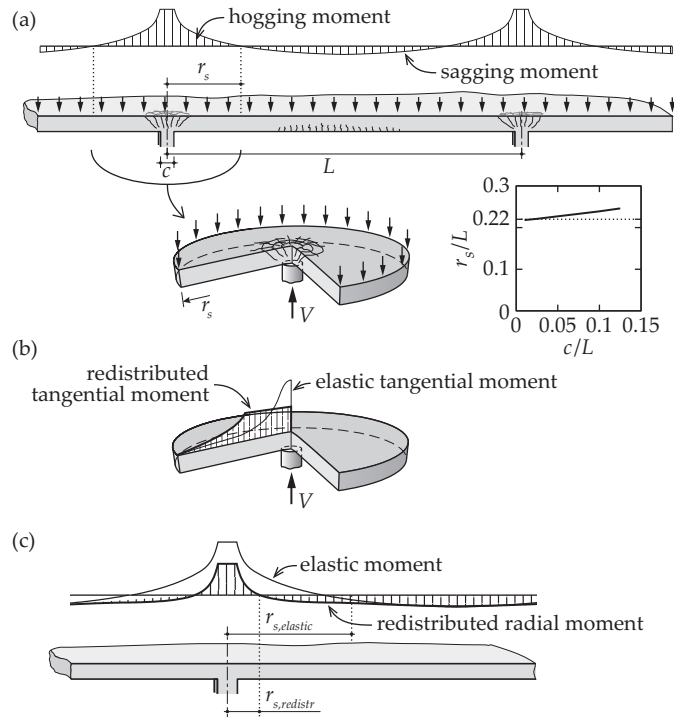 (a)
hogging moment
sagging moment
r_s
c
L
r_s
V
0.3
0.22
0.1
0
r_s/L
0 0.05 0.1 0.15
c/L
(b)
redistributed
tangential moment
elastic tangential moment
V
(c)
elastic moment
redistributed radial moment
r_s,elastic
r_s,redistr